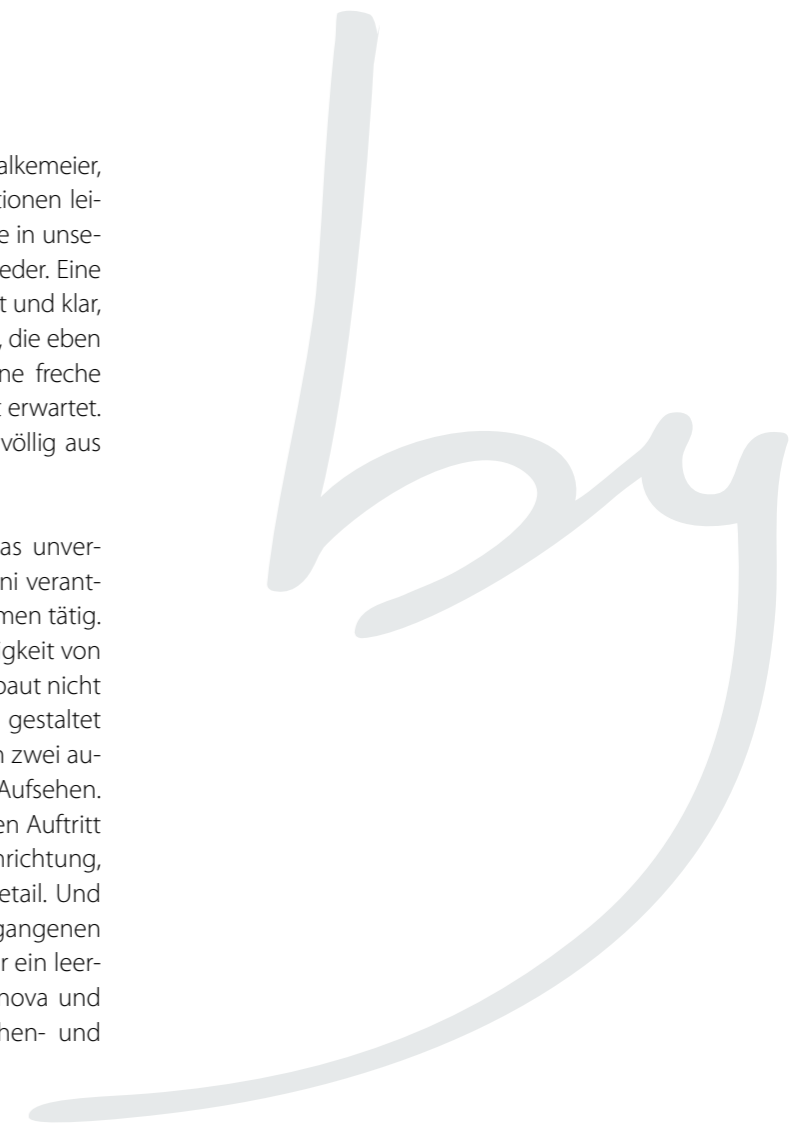 alkemeier,
tionen lei-
e in unse-
eder. Eine
t und klar,
, die eben
ne freche
t erwartet.
völlig aus
as unver-
ni verant-
men tätig.
igkeit von
baut nicht
gestaltet
n zwei au-
Aufsehen.
en Auftritt
nrichtung,
etail. Und
gangenen
r ein leer-
nova und
hen- und
by